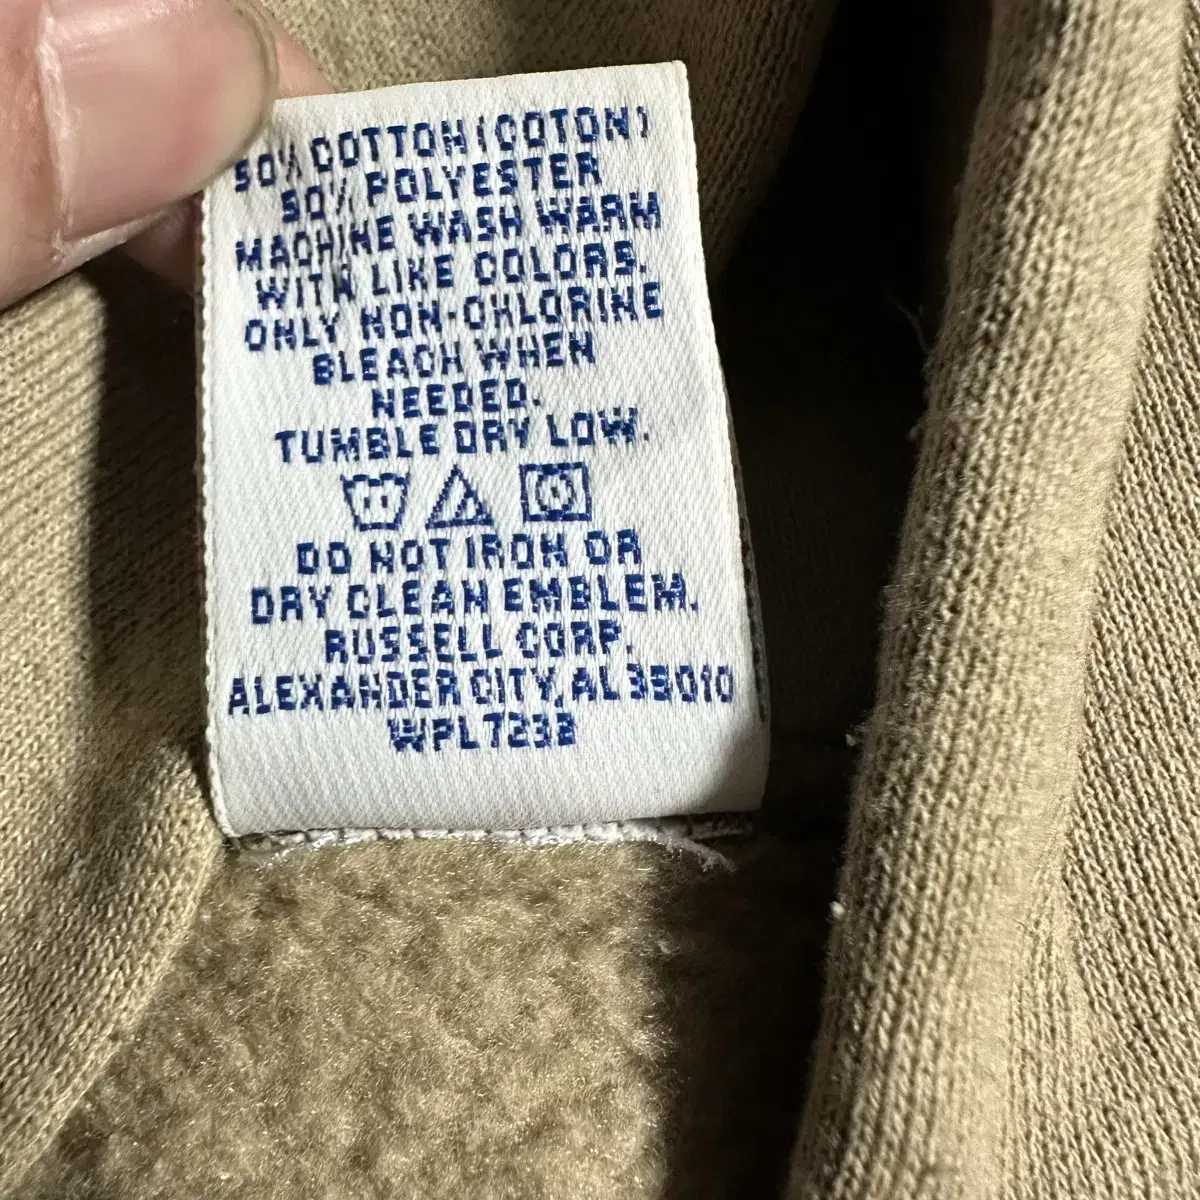 50% COTTON (COTON)
50% POLYESTER
MACHINE WASH WARM
WITH LIKE COLORS.
ONLY NON-CHLORINE
BLEACH WHEN
NEEDED.
TUMBLE DRY LOW.
DO NOT IRON OR
DRY CLEAN EMBLEM.
RUSSELL CORP.
ALEXANDER CITY, AL 35010
WPL7232